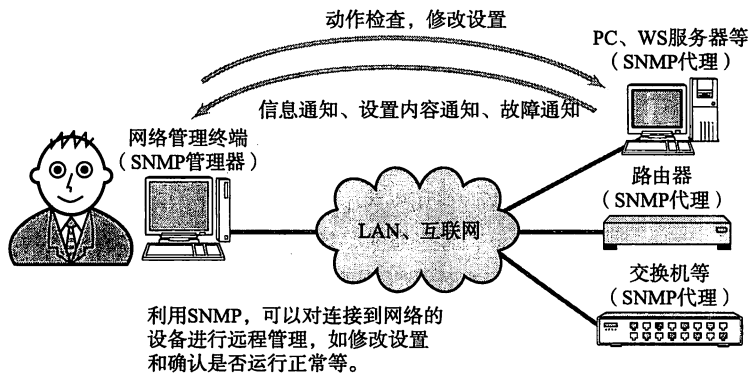 动作检查，修改设置
PC、WS服务器等
（SNMP代理）
信息通知、设置内容通知、故障通知
网络管理终端
（SNMP管理器）
路由器
（SNMP代理）
LAN、互联网
交换机等
（SNMP代理）
利用SNMP，可以对连接到网络的
设备进行远程管理，如修改设置
和确认是否运行正常等。